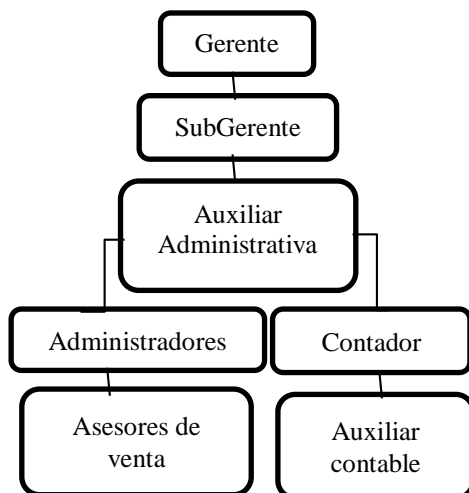 Gerente
SubGerente
Auxiliar
Administrativa
Administradores
Contador
Asesores de
venta
Auxiliar
contable